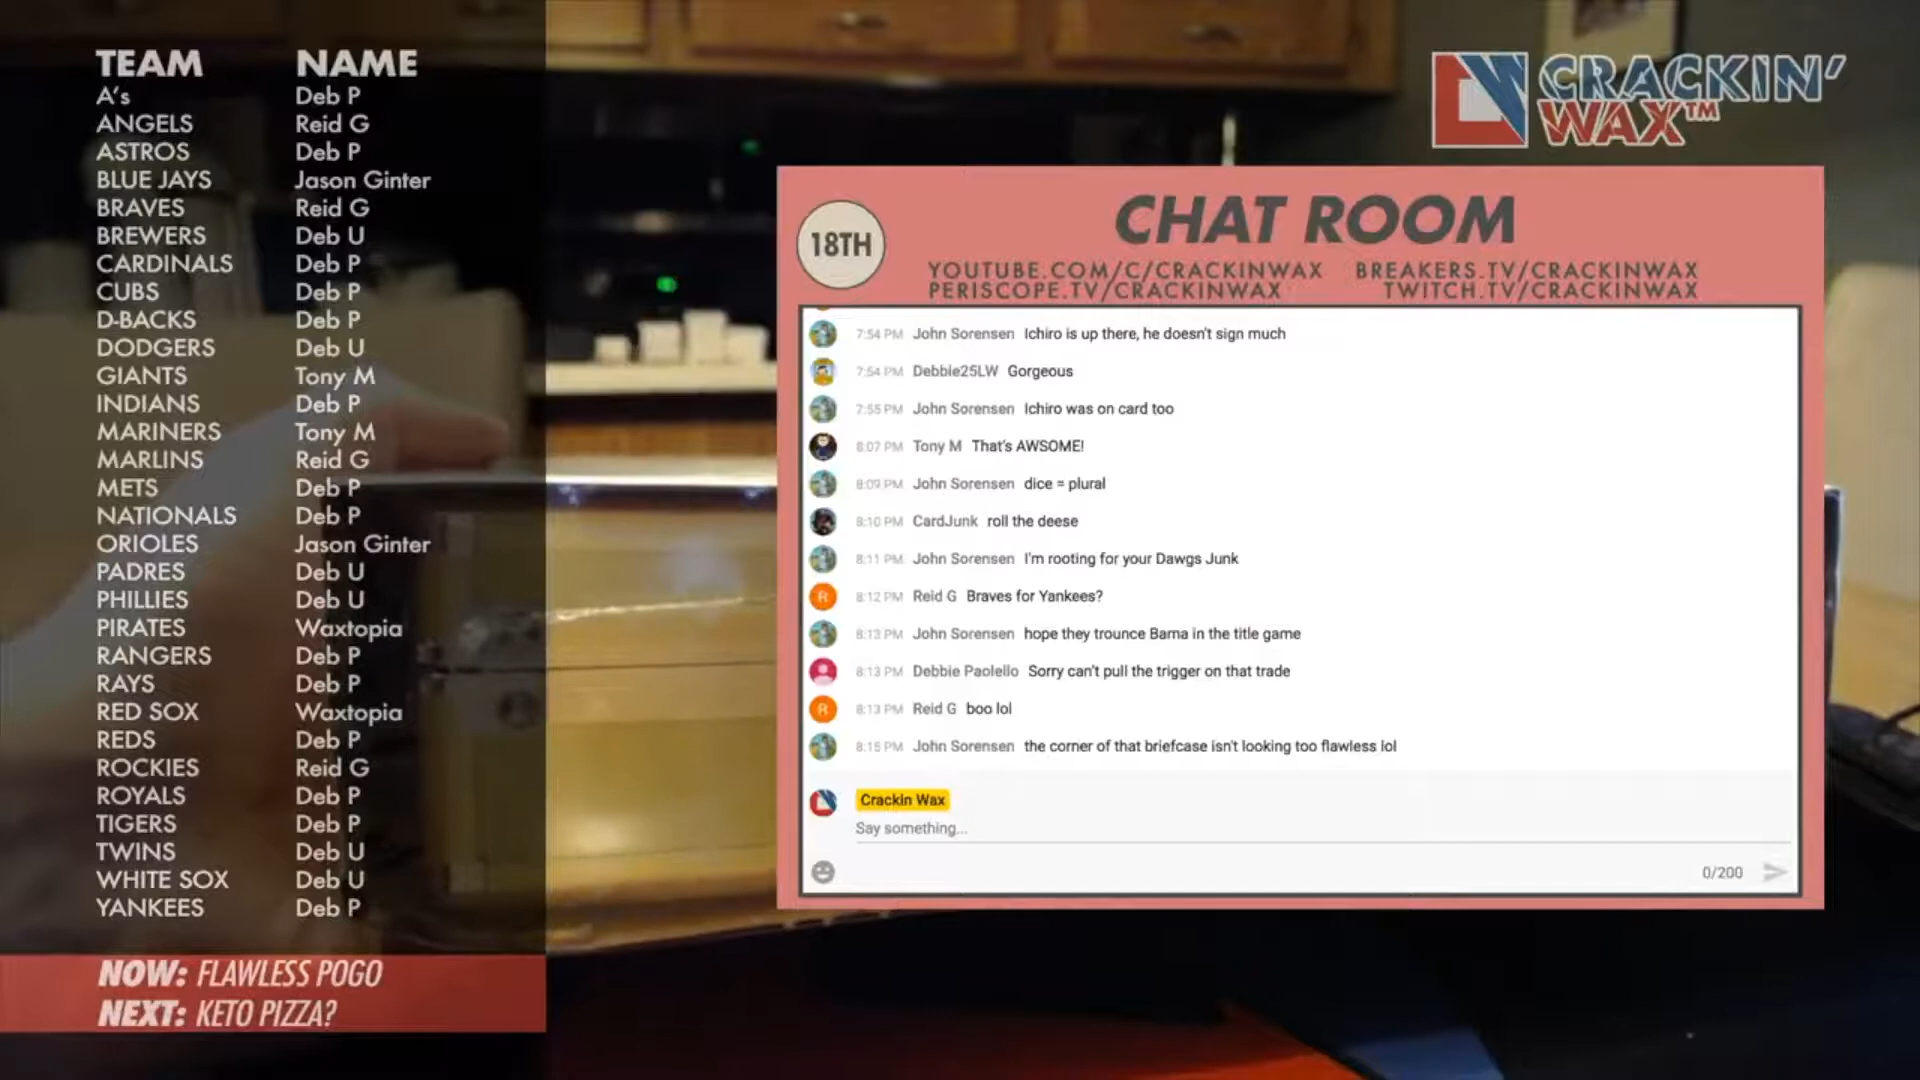 TEAM NAME
A's Deb P
ANGELS Reid G
ASTROS Deb P
BLUE JAYS Jason Ginter
BRAVES Reid G
BREWERS Deb U
CARDINALS Deb P
CUBS Deb P
D-BACKS Deb P
DODGERS Deb U
GIANTS Tony M
INDIANS Deb P
MARINERS Tony M
MARLINS Reid G
METS Deb P
NATIONALS Deb P
ORIOLES Jason Ginter
PADRES Deb U
PHILLIES Deb U
PIRATES Waxtopia
RANGERS Deb P
RAYS Deb P
RED SOX Waxtopia
REDS Deb P
ROCKIES Reid G
ROYALS Deb P
TIGERS Deb P
TWINS Deb U
WHITE SOX Deb U
YANKEES Deb P
NOW: FLAWLESS POGO
NEXT: KETO PIZZA?
CRACKIN'
WAX™
18TH
CHAT ROOM
YOUTUBE.COM/C/CRACKINWAX BREAKERS.TV/CRACKINWAX
PERISCOPE.TV/CRACKINWAX TWITCH.TV/CRACKINWAX
7:54 PM John Sorensen Ichiro is up there, he doesn't sign much
7:54 PM Debbie25LW Gorgeous
7:55 PM John Sorensen Ichiro was on card too
8:07 PM Tony M That's AWSOME!
8:09 PM John Sorensen dice = plural
8:10 PM CardJunk roll the deese
8:11 PM John Sorensen I'm rooting for your Dawgs Junk
R 8:12 PM Reid G Braves for Yankees?
8:13 PM John Sorensen hope they trounce Bama in the title game
8:13 PM Debbie Paolello Sorry can't pull the trigger on that trade
R 8:13 PM Reid G boo lol
8:15 PM John Sorensen the corner of that briefcase isn't looking too flawless lol
Crackin Wax
Say something...
0/200